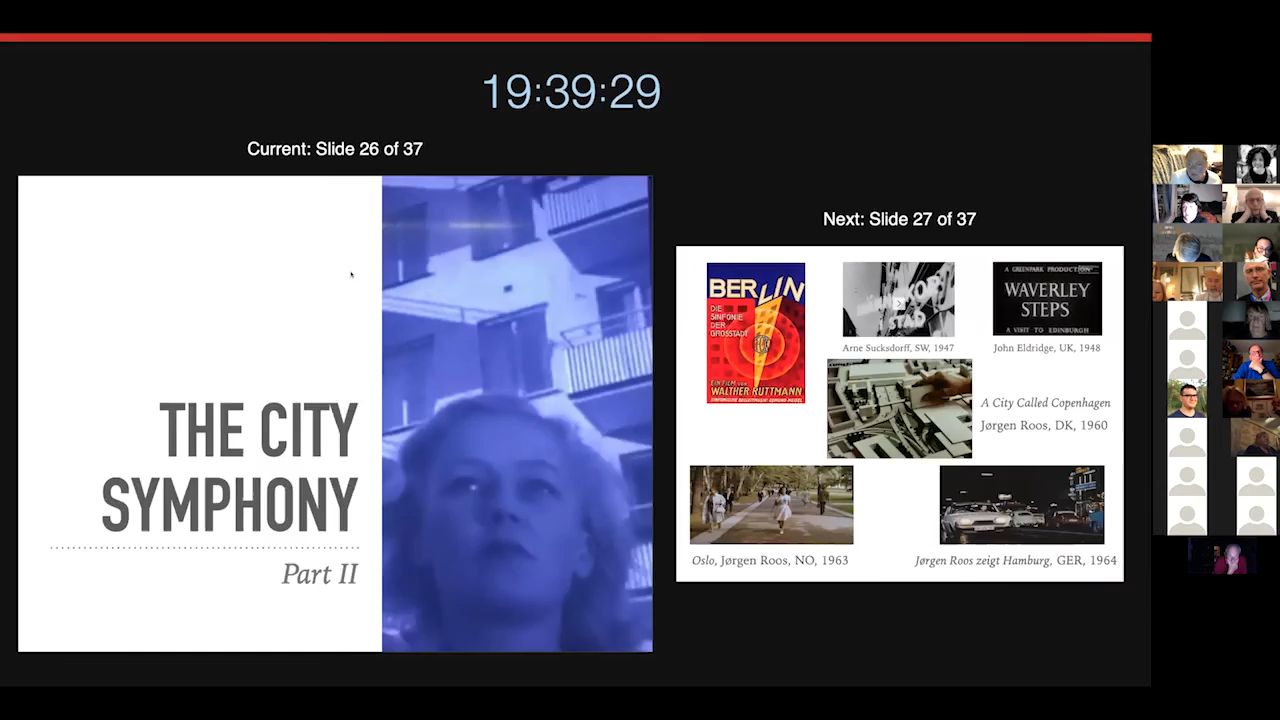 19:39:29
Current: Slide 26 of 37
THE CITY
SYMPHONY
Part II
Next: Slide 27 of 37
BERLIN
DIE
SINFONIE
DER
GROSSTADT
EIN FILM VON
WALTHER RUTTMANN
Arne Sucksdorff, SW, 1947
A GREENPARK PRODUCTION
WAVERLEY
STEPS
A VISIT TO EDINBURGH
John Eldridge, UK, 1948
A City Called Copenhagen
Jørgen Roos, DK, 1960
Oslo, Jørgen Roos, NO, 1963
Jørgen Roos zeigt Hamburg, GER, 1964